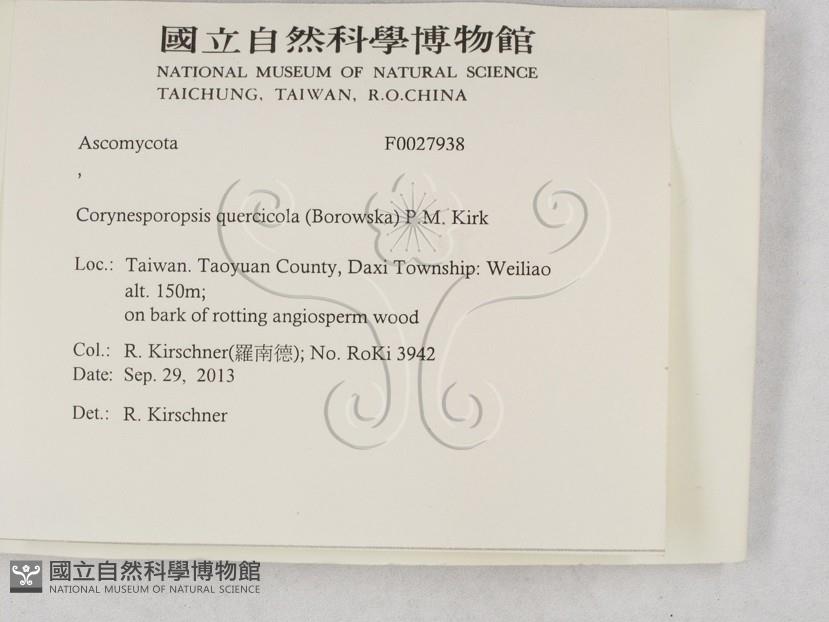 國立自然科學博物館
NATIONAL MUSEUM OF NATURAL SCIENCE
TAICHUNG, TAIWAN, R.O.CHINA
Ascomycota F0027938
,
Corynesporopsis quercicola (Borowska) P.M. Kirk
Loc.: Taiwan. Taoyuan County, Daxi Township: Weiliao
alt. 150m;
on bark of rotting angiosperm wood
Col.: R. Kirschner(羅南德); No. RoKi 3942
Date: Sep. 29, 2013
Det.: R. Kirschner
國立自然科學博物館
NATIONAL MUSEUM OF NATURAL SCIENCE